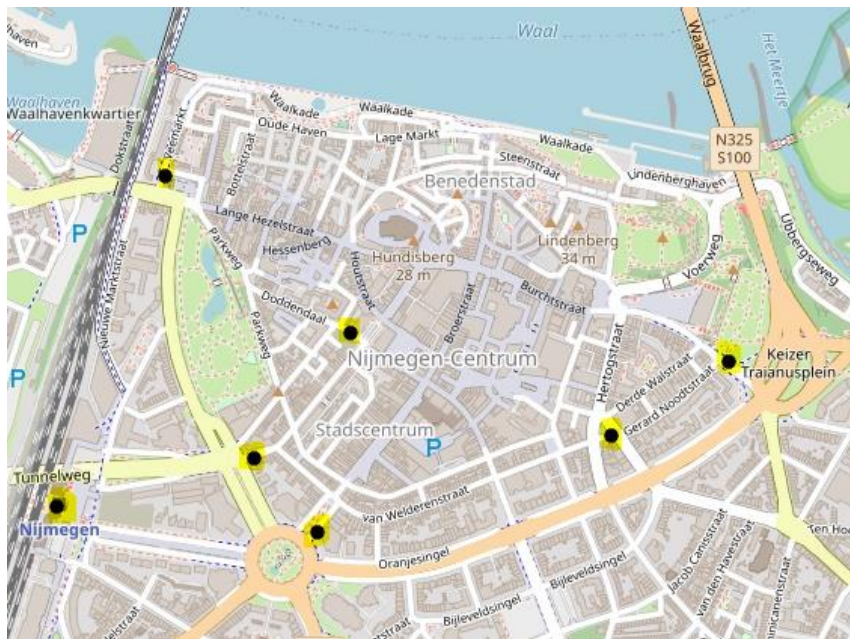 Waal
Waalbrug
Het Meertje
Waalhaven
Waalhavenkwartier
Dokstraat
Waalkade
Waalkade
Oude Haven
Lage Markt
Waalkade
Bottelstraat
Steenstraat
N325
S100
Benedenstad
Lindenberghaven
Lange Hezelstraat
Hessenberg
Hundisberg
28 m
Lindenberg
34 m
Ubbergseweg
Voerweg
P
Parkweg
Houtstraat
Nieuwe Marktstraat
Doddendaal
Broerstraat
Burchtstraat
Parkweg
Nijmegen-Centrum
Hertogstraat
Derde Walstraat
Keizer
Traianusplein
P
Gerard Noodtstraat
Stadscentrum
P
Tunnelweg
van Welderenstraat
Nijmegen
Oranjesingel
Bijleveldsingel
Bijleveldsingel
Jacob Canisstraat
van den Havestraat